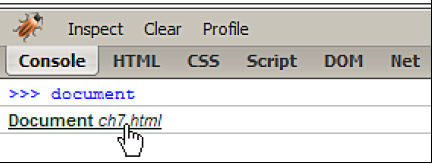 Inspect Clear Profile
Console HTML CSS Script DOM Net
>>> document
Document ch7.html